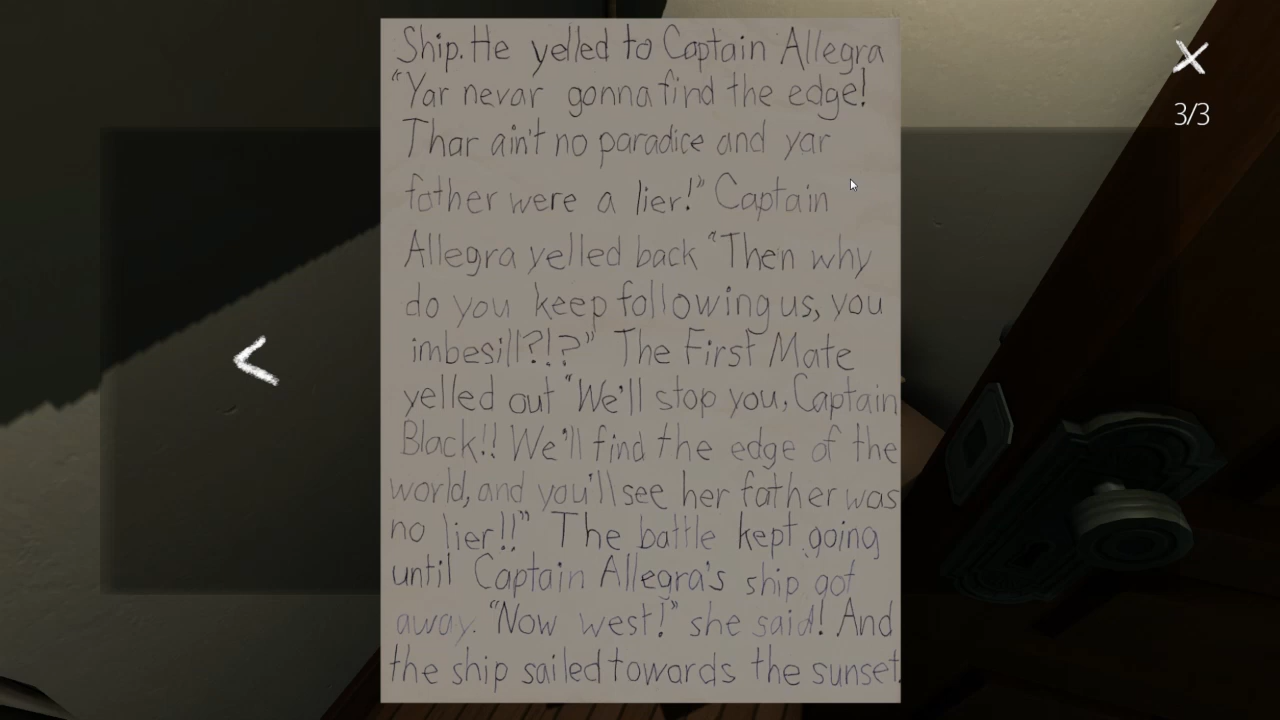 Ship. He yelled to Captain Allegra
"Yar nevar gonna find the edge!
Thar ain't no paradice and yar
father were a lier!" Captain
Allegra yelled back "Then why
do you keep following us, you
imbesill?!?" The First Mate
yelled out "We'll stop you, Captain
Black!! We'll find the edge of the
world, and you'll see her father was
no lier!!" The battle kept going
until Captain Allegra's ship got
away. "Now west!" she said! And
the ship sailed towards the sunset.
3/3